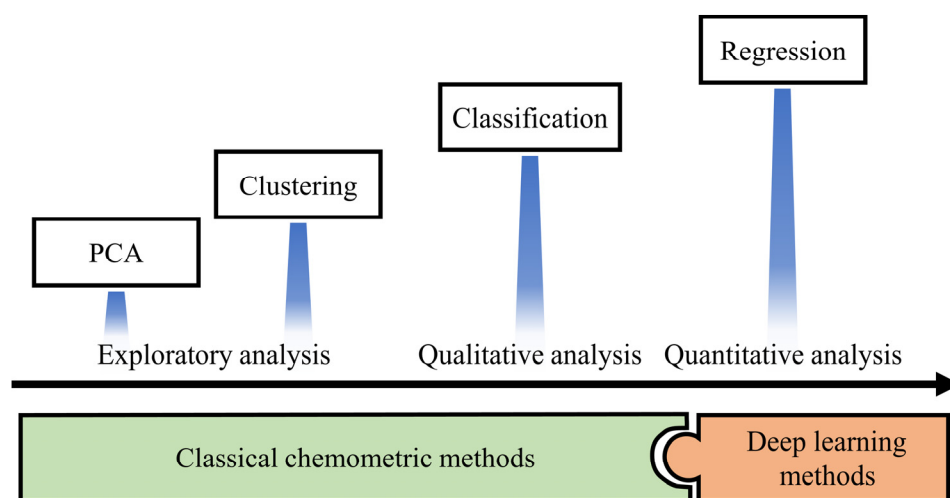 Regression
Classification
Clustering
PCA
Exploratory analysis
Qualitative analysis
Quantitative analysis
Classical chemometric methods
Deep learning
methods